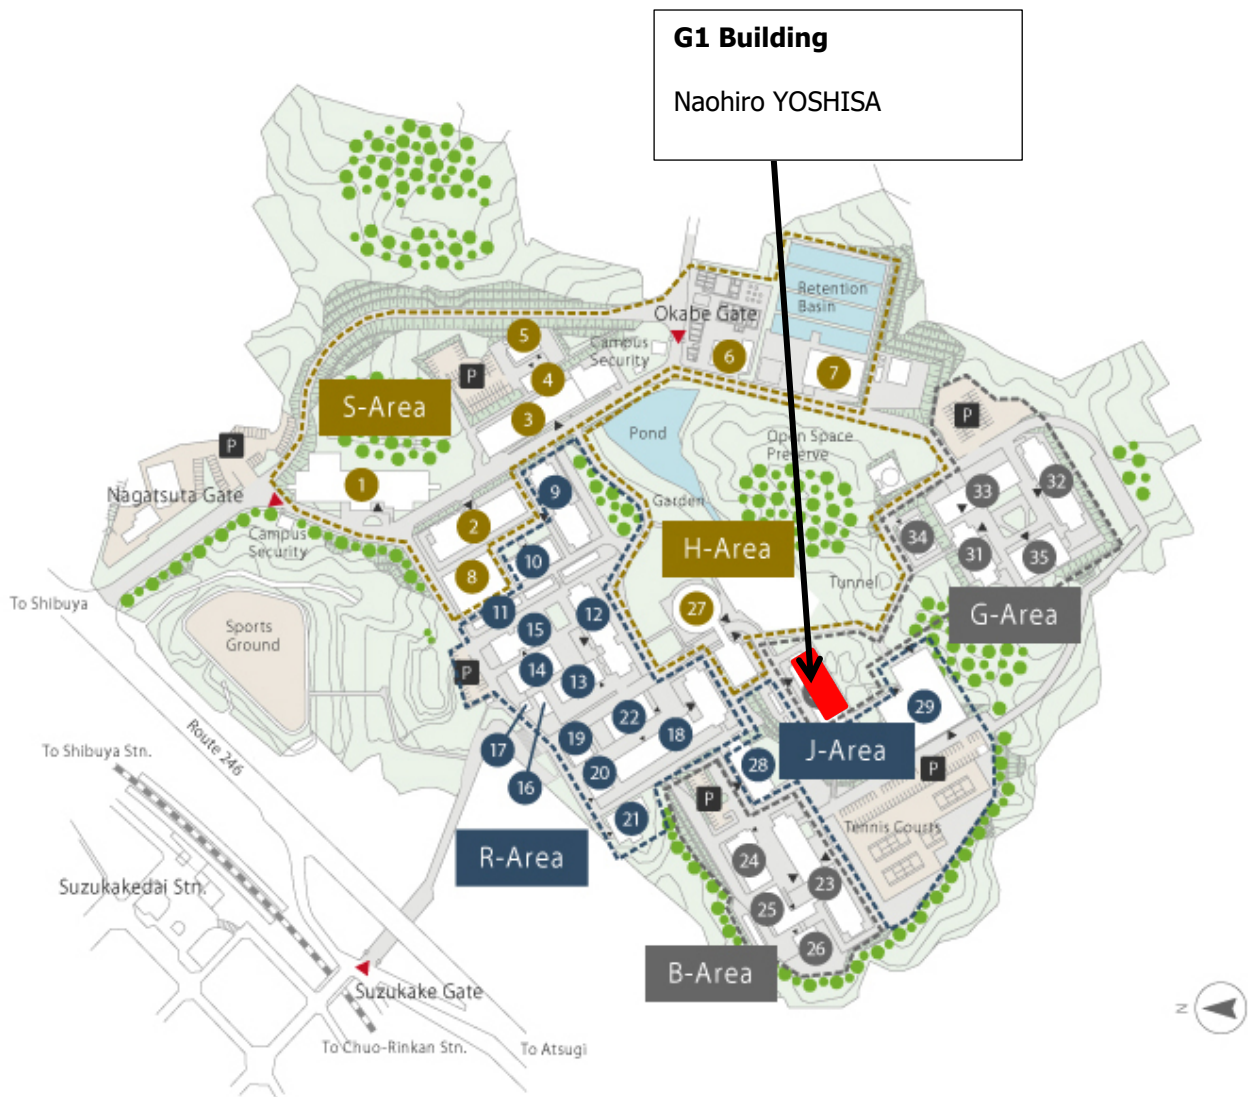 G1 Building
Naohiro YOSHISA
Retention
Basin
Okabe Gate
Campus
Security
5
4
3
6
7
P
S-Area
P
P
Pond
Open Space
Preserve
Nagatsuta Gate
1
Campus
Security
2
9
Garden
33
32
34
31
35
H-Area
8
10
Tunnel
To Shibuya
11
12
27
G-Area
Sports
Ground
15
14
13
P
29
22
18
19
17
16
20
28
J-Area
P
P
21
To Shibuya Stn.
Route 246
R-Area
Tennis Courts
24
23
25
26
Suzukakedai Stn.
B-Area
Suzukake Gate
To Chuo-Rinkan Stn.
To Atsugi
N